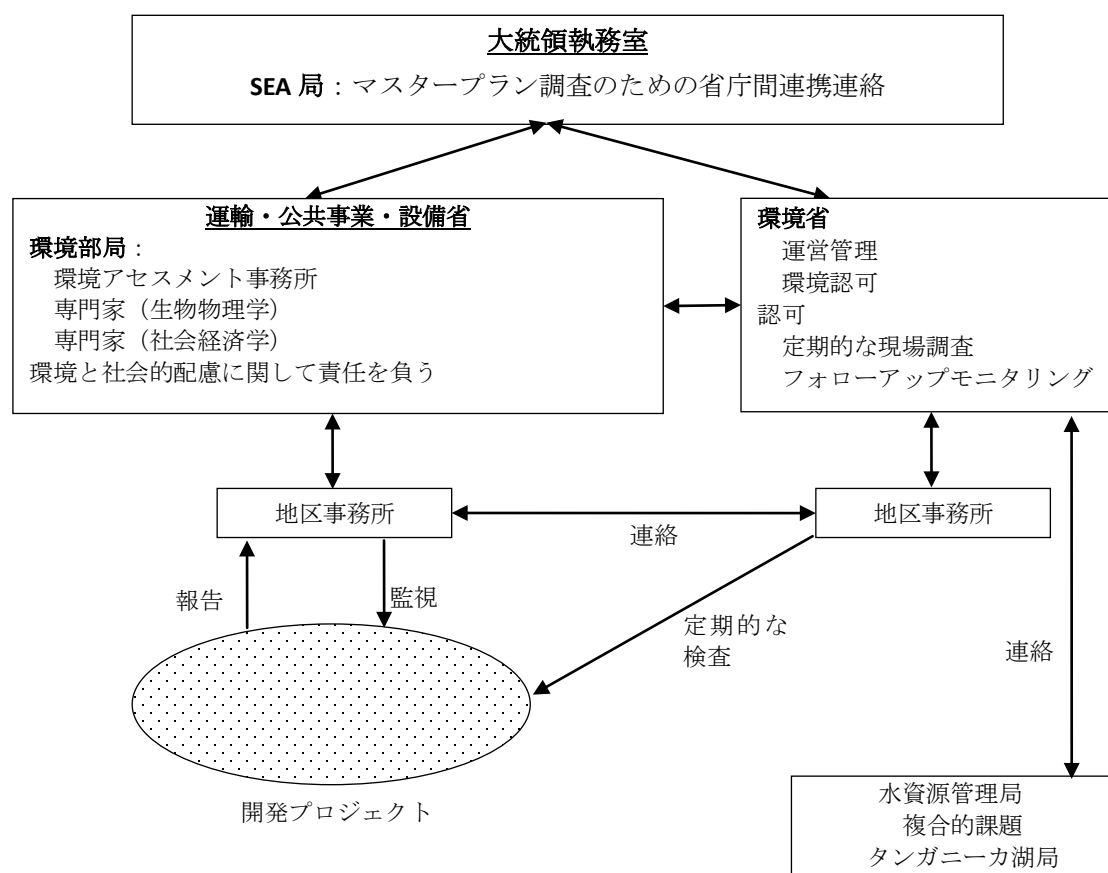 大統領執務室
SEA 局：マスタープラン調査のための省庁間連携連絡
運輸・公共事業・設備省
環境部局：
環境アセスメント事務所
専門家（生物物理学）
専門家（社会経済学）
環境と社会的配慮に関して責任を負う
環境省
運営管理
環境認可
認可
定期的な現場調査
フォローアップモニタリング
地区事務所
連絡
地区事務所
報告
監視
定期的な
検査
連絡
開発プロジェクト
水資源管理局
複合的課題
タンガニーカ湖局